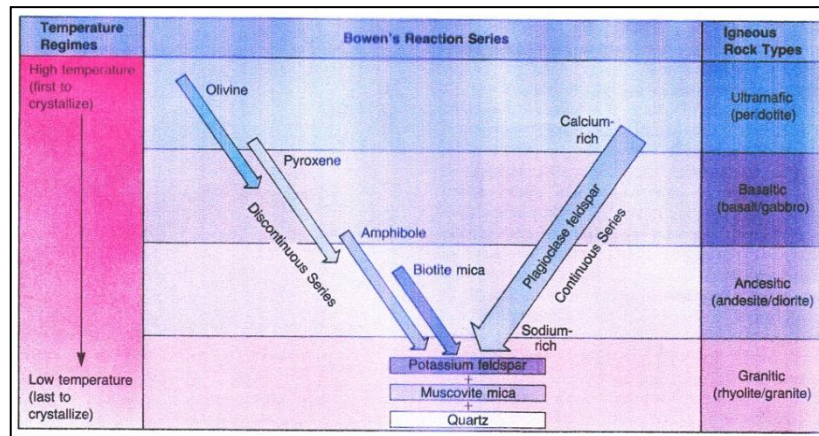 Temperature
Regimes
Bowen's Reaction Series
Igneous
Rock Types
High temperature
(first to
crystallize)
Olivine
Pyroxene
Discontinuous Series
Amphibole
Biotite mica
Calcium-
rich
Plagioclase feldspar
Continuous Series
Sodium-
rich
Potassium feldspar
+
Muscovite mica
+
Quartz
Low temperature
(last to
crystallize)
Ultramafic
(peridotite)
Basaltic
(basalt/gabbro)
Andesitic
(andesite/diorite)
Granitic
(rhyolite/granite)